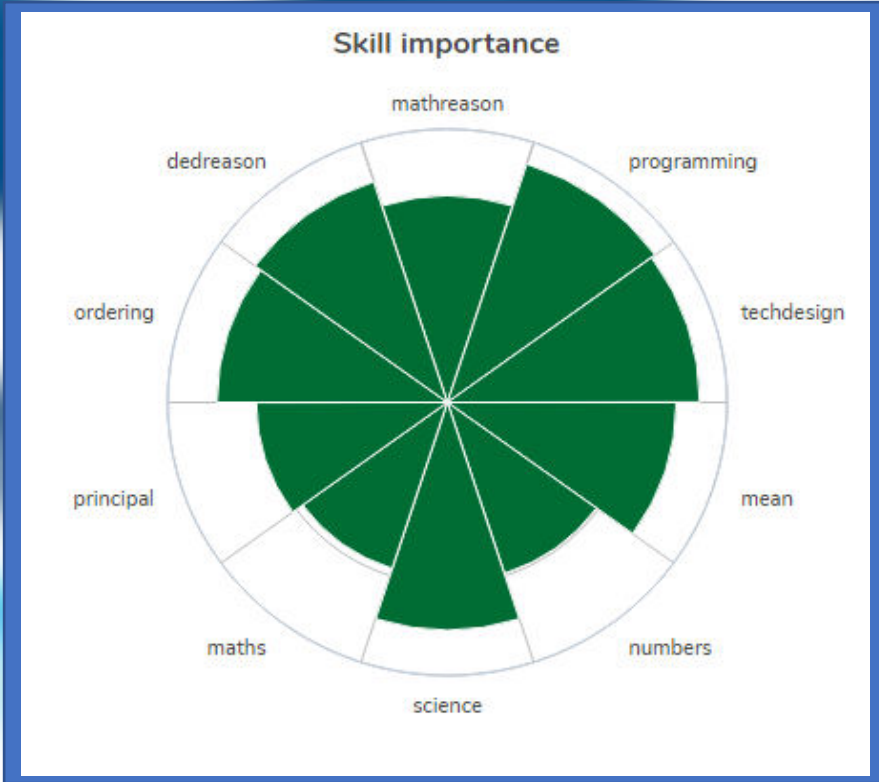 Skill importance
mathreason
dedreason
programming
ordering
techdesign
principal
mean
maths
numbers
science